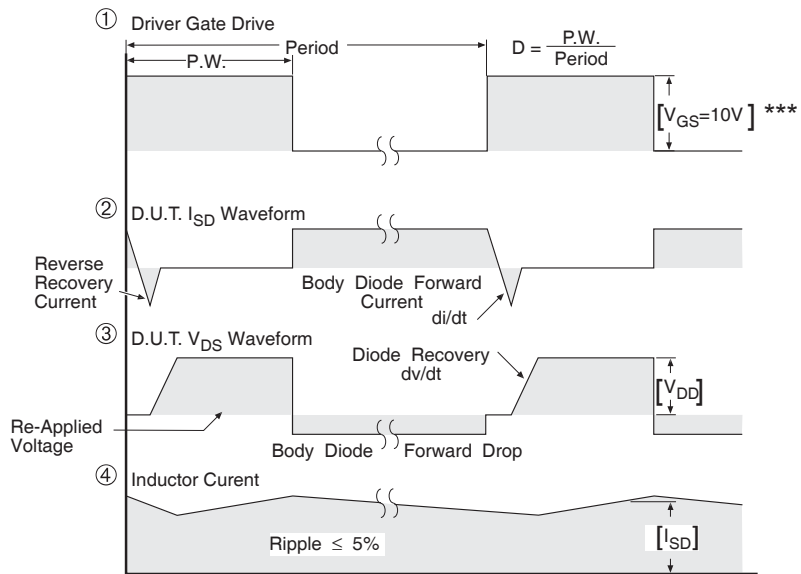 ① Driver Gate Drive
P.W.
Period
D = P.W. / Period
[VGS=10V] ***
② D.U.T. ISD Waveform
Reverse
Recovery
Current
Body Diode Forward
Current
di/dt
③ D.U.T. VDS Waveform
Diode Recovery
dv/dt
[VDD]
Re-Applied
Voltage
Body Diode Forward Drop
④ Inductor Curent
Ripple ≤ 5%
[ISD]